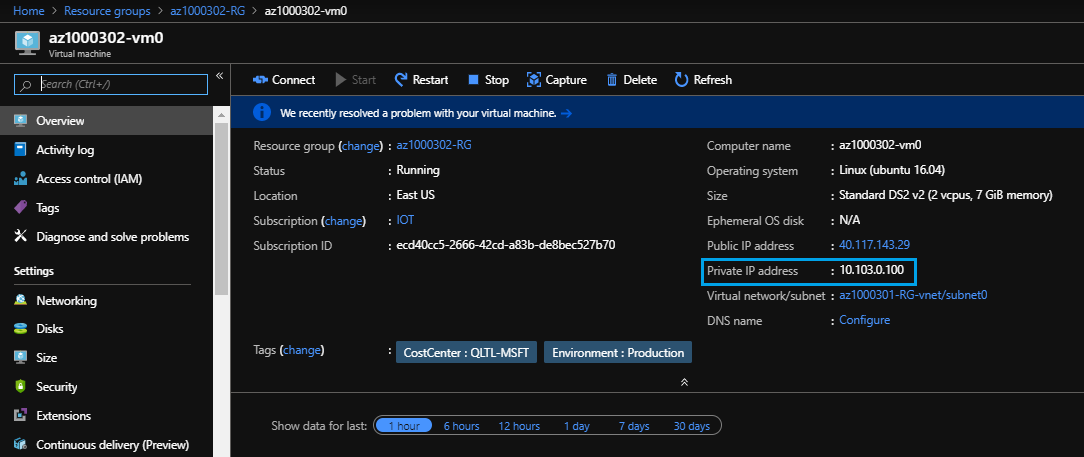 Home > Resource groups > az1000302-RG > az1000302-vm0
az1000302-vm0
Virtual machine
Search (Ctrl+/)
«
Connect Start Restart Stop Capture Delete Refresh
We recently resolved a problem with your virtual machine. →
Overview
Activity log
Access control (IAM)
Tags
Diagnose and solve problems
Settings
Networking
Disks
Size
Security
Extensions
Continuous delivery (Preview)
Resource group (change) : az1000302-RG
Status : Running
Location : East US
Subscription (change) : IOT
Subscription ID : ecd40cc5-2666-42cd-a83b-de8bec527b70
Computer name : az1000302-vm0
Operating system : Linux (ubuntu 16.04)
Size : Standard DS2 v2 (2 vcpus, 7 GiB memory)
Ephemeral OS disk : N/A
Public IP address : 40.117.143.29
Private IP address : 10.103.0.100
Virtual network/subnet : az1000301-RG-vnet/subnet0
DNS name : Configure
Tags (change) : CostCenter : QLTL-MSFT Environment : Production
Show data for last: 1 hour 6 hours 12 hours 1 day 7 days 30 days